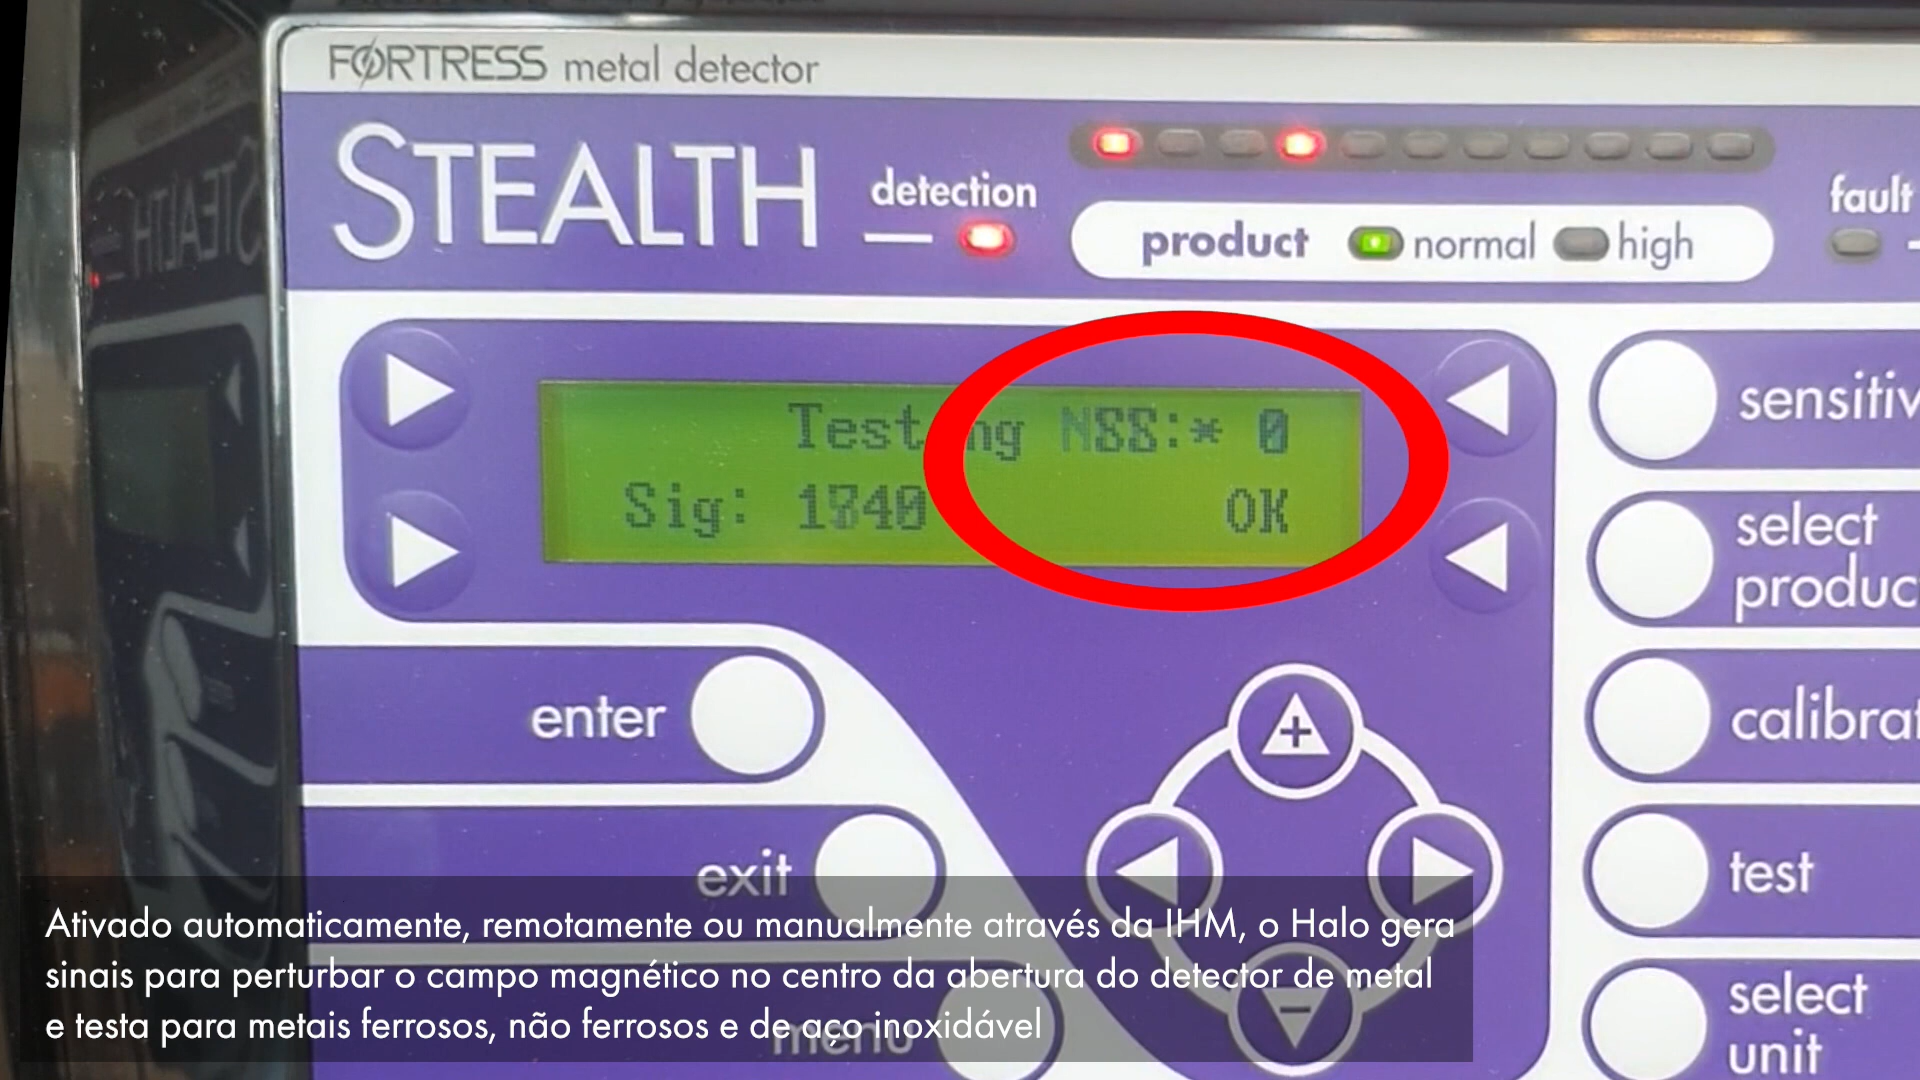 FORTRESS metal detector
STEALTH
detection
product normal high
fault
Testing NSS:* 0
Sig: 1840 OK
sensitiv
select
produc
enter
calibrat
exit
test
menu
select
unit
Ativado automaticamente, remotamente ou manualmente através da IHM, o Halo gera
sinais para perturbar o campo magnético no centro da abertura do detector de metal
e testa para metais ferrosos, não ferrosos e de aço inoxidável